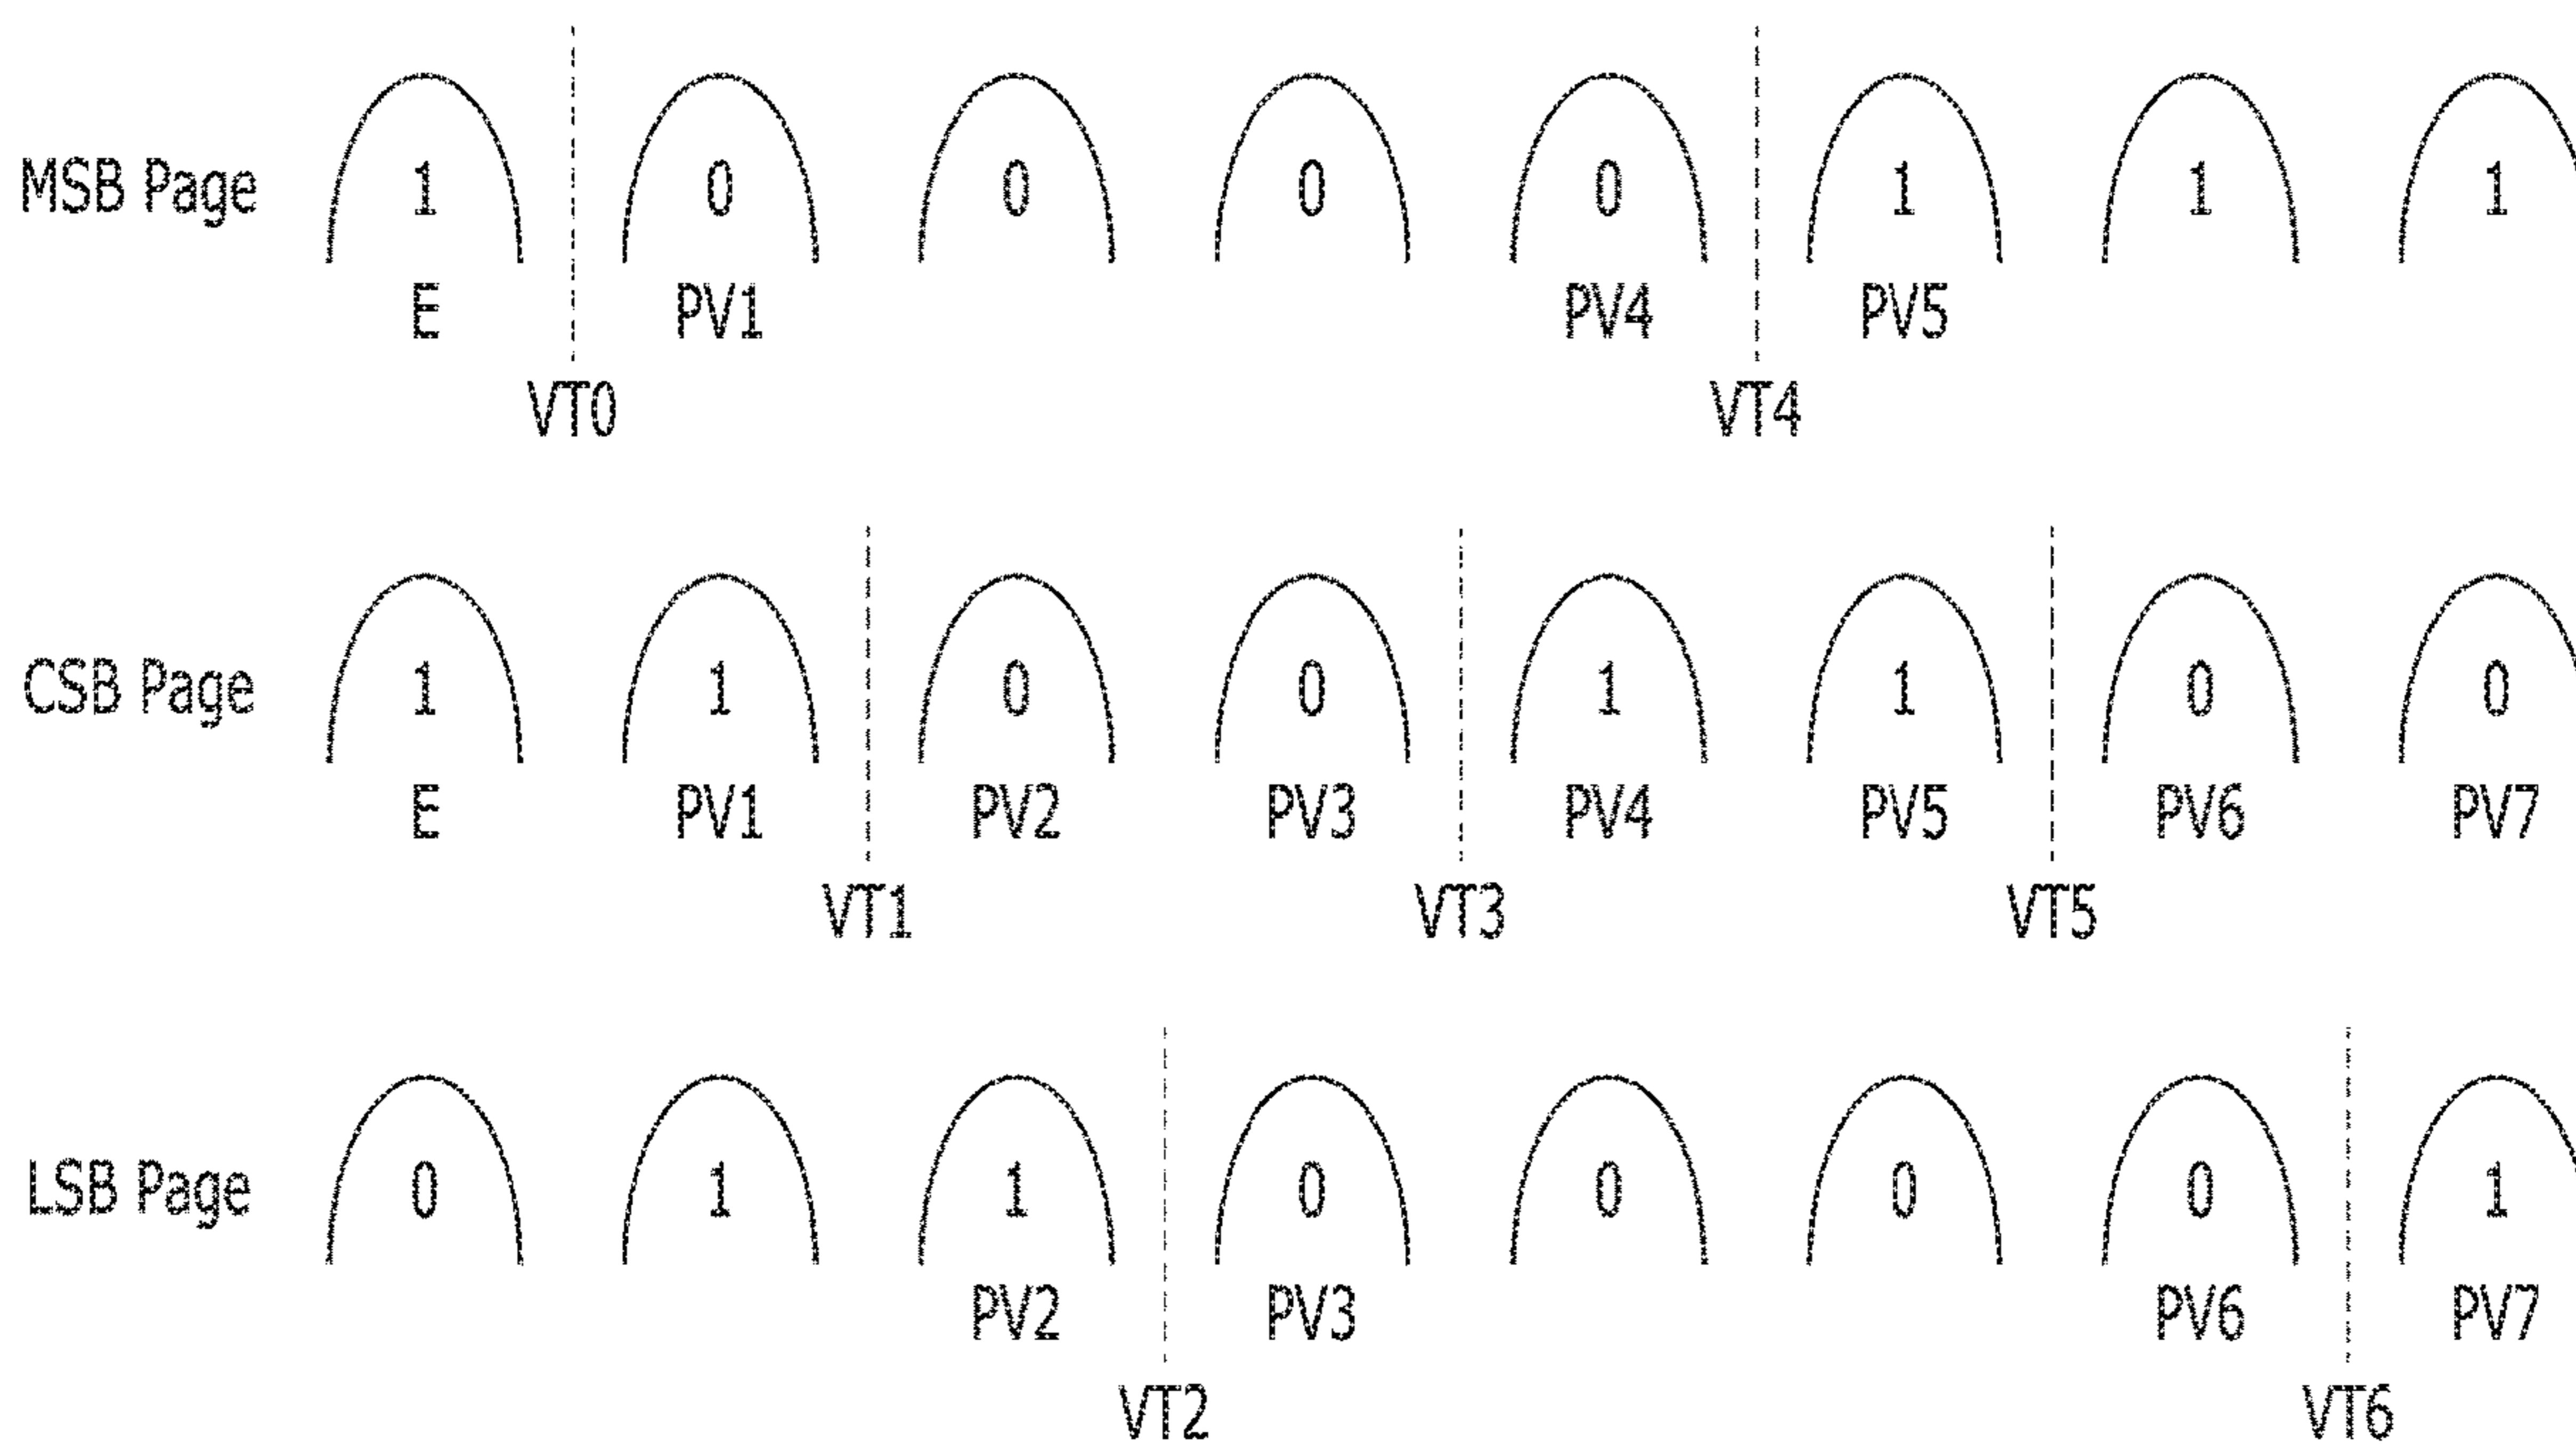 MSB Page 1 0 0 0 0 1 1 1
E PV1 PV4 PV5
VT0 VT4
CSB Page 1 1 0 0 1 1 0 0
E PV1 PV2 PV3 PV4 PV5 PV6 PV7
VT1 VT3 VT5
LSB Page 0 1 1 0 0 0 0 1
PV2 PV3 PV6 PV7
VT2 VT6